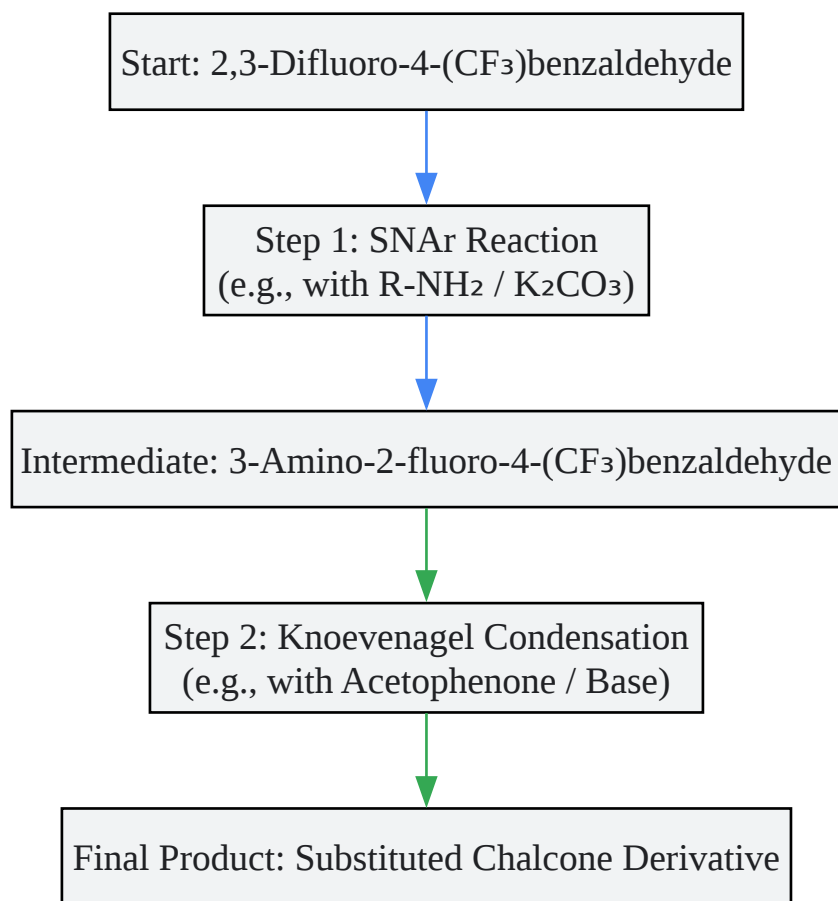 Start: 2,3-Difluoro-4-(CF₃)benzaldehyde
Step 1: SNAr Reaction
(e.g., with R-NH₂ / K₂CO₃)
Intermediate: 3-Amino-2-fluoro-4-(CF₃)benzaldehyde
Step 2: Knoevenagel Condensation
(e.g., with Acetophenone / Base)
Final Product: Substituted Chalcone Derivative